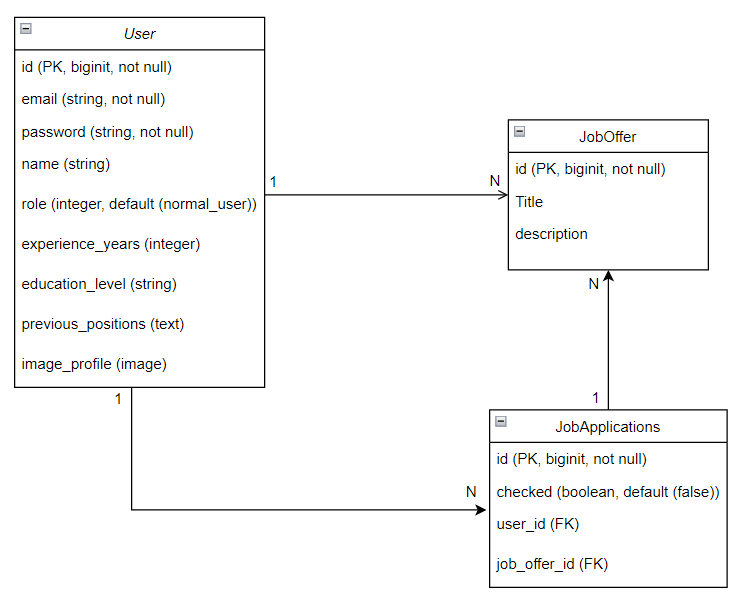 User
id (PK, biginit, not null)
email (string, not null)
password (string, not null)
name (string)
role (integer, default (normal_user))
experience_years (integer)
education_level (string)
previous_positions (text)
image_profile (image)
1
N
JobOffer
id (PK, biginit, not null)
Title
description
N
1
1
N
JobApplications
id (PK, biginit, not null)
checked (boolean, default (false))
user_id (FK)
job_offer_id (FK)